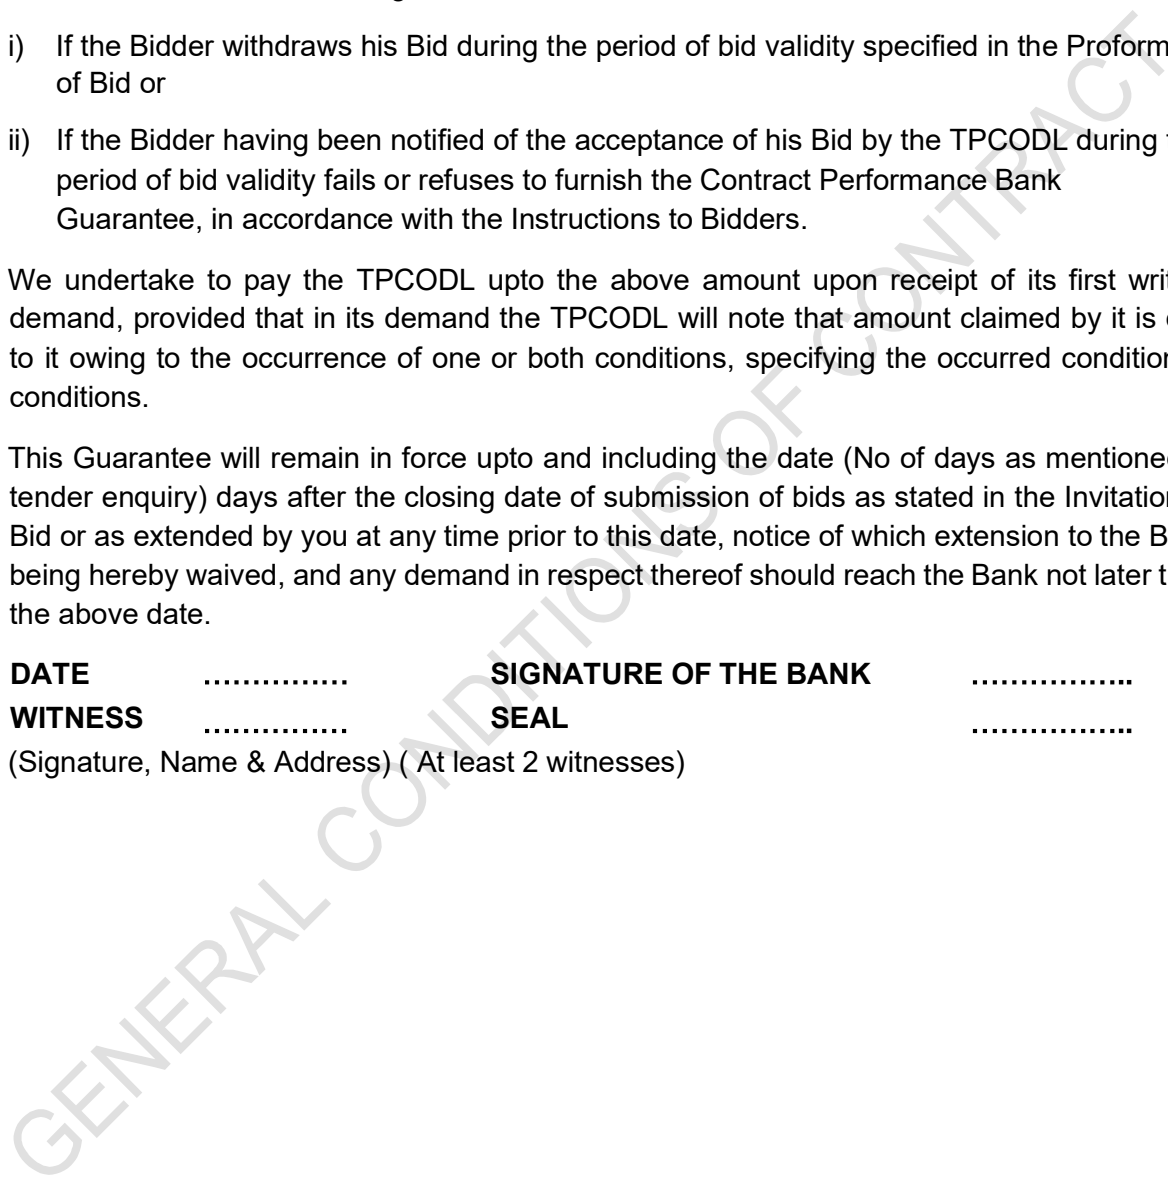 i) If the Bidder withdraws his Bid during the period of bid validity specified in the Proform
of Bid or
ii) If the Bidder having been notified of the acceptance of his Bid by the TPCODL during
period of bid validity fails or refuses to furnish the Contract Performance Bank
Guarantee, in accordance with the Instructions to Bidders.
We undertake to pay the TPCODL upto the above amount upon receipt of its first writ
demand, provided that in its demand the TPCODL will note that amount claimed by it is
to it owing to the occurrence of one or both conditions, specifying the occurred condition
conditions.
This Guarantee will remain in force upto and including the date (No of days as mentioned
tender enquiry) days after the closing date of submission of bids as stated in the Invitation
Bid or as extended by you at any time prior to this date, notice of which extension to the B
being hereby waived, and any demand in respect thereof should reach the Bank not later t
the above date.
DATE ............... SIGNATURE OF THE BANK .................
WITNESS ............... SEAL .................
(Signature, Name & Address) ( At least 2 witnesses)
GENERAL CONDITIONS OF CONTRACT